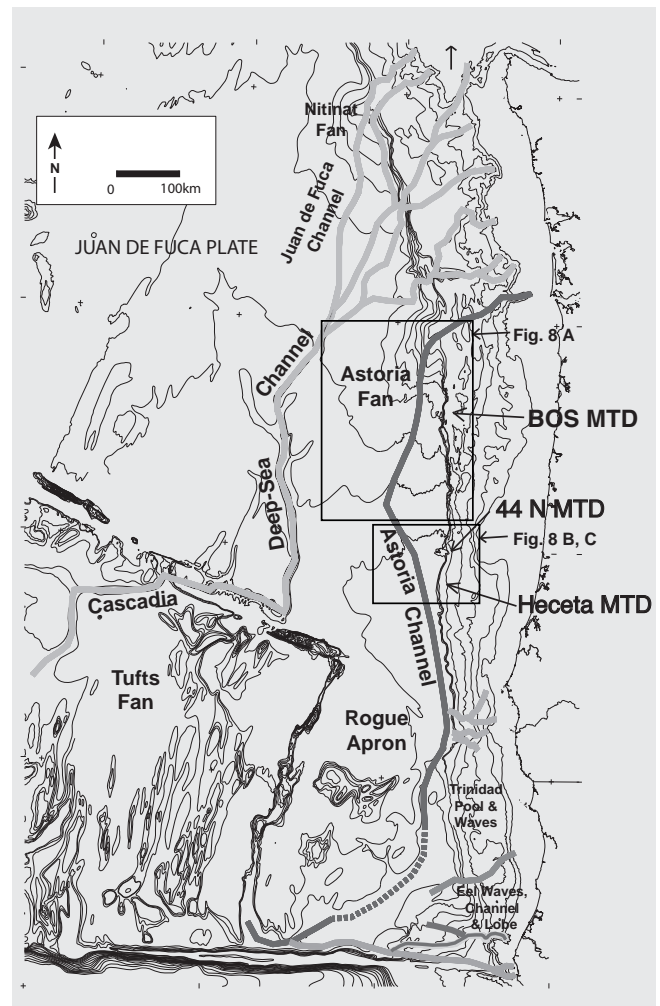 Nitinat
Fan
N
0
100km
Juan de Fuca
Channel
JUAN DE FUCA PLATE
Fig. 8 A
Channel
Astoria
Fan
BOS MTD
Deep-Sea
44 N MTD
Fig. 8 B, C
Astoria Channel
Heceta MTD
Cascadia
Tufts
Fan
Rogue
Apron
Trinidad
Pool &
Waves
Eel Waves,
Channel
& Lobe